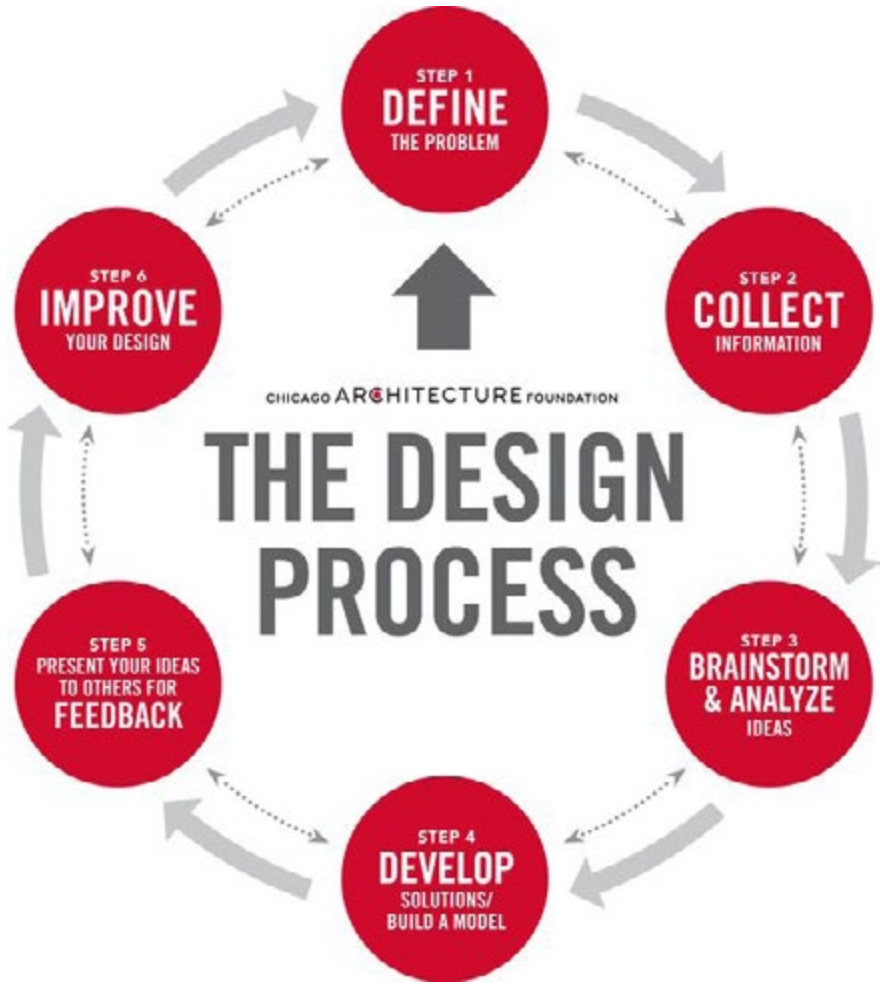 STEP 1
DEFINE
THE PROBLEM
STEP 2
COLLECT
INFORMATION
STEP 3
BRAINSTORM
& ANALYZE
IDEAS
STEP 4
DEVELOP
SOLUTIONS/
BUILD A MODEL
STEP 5
PRESENT YOUR IDEAS
TO OTHERS FOR
FEEDBACK
STEP 6
IMPROVE
YOUR DESIGN
CHICAGO ARCHITECTURE FOUNDATION
THE DESIGN
PROCESS